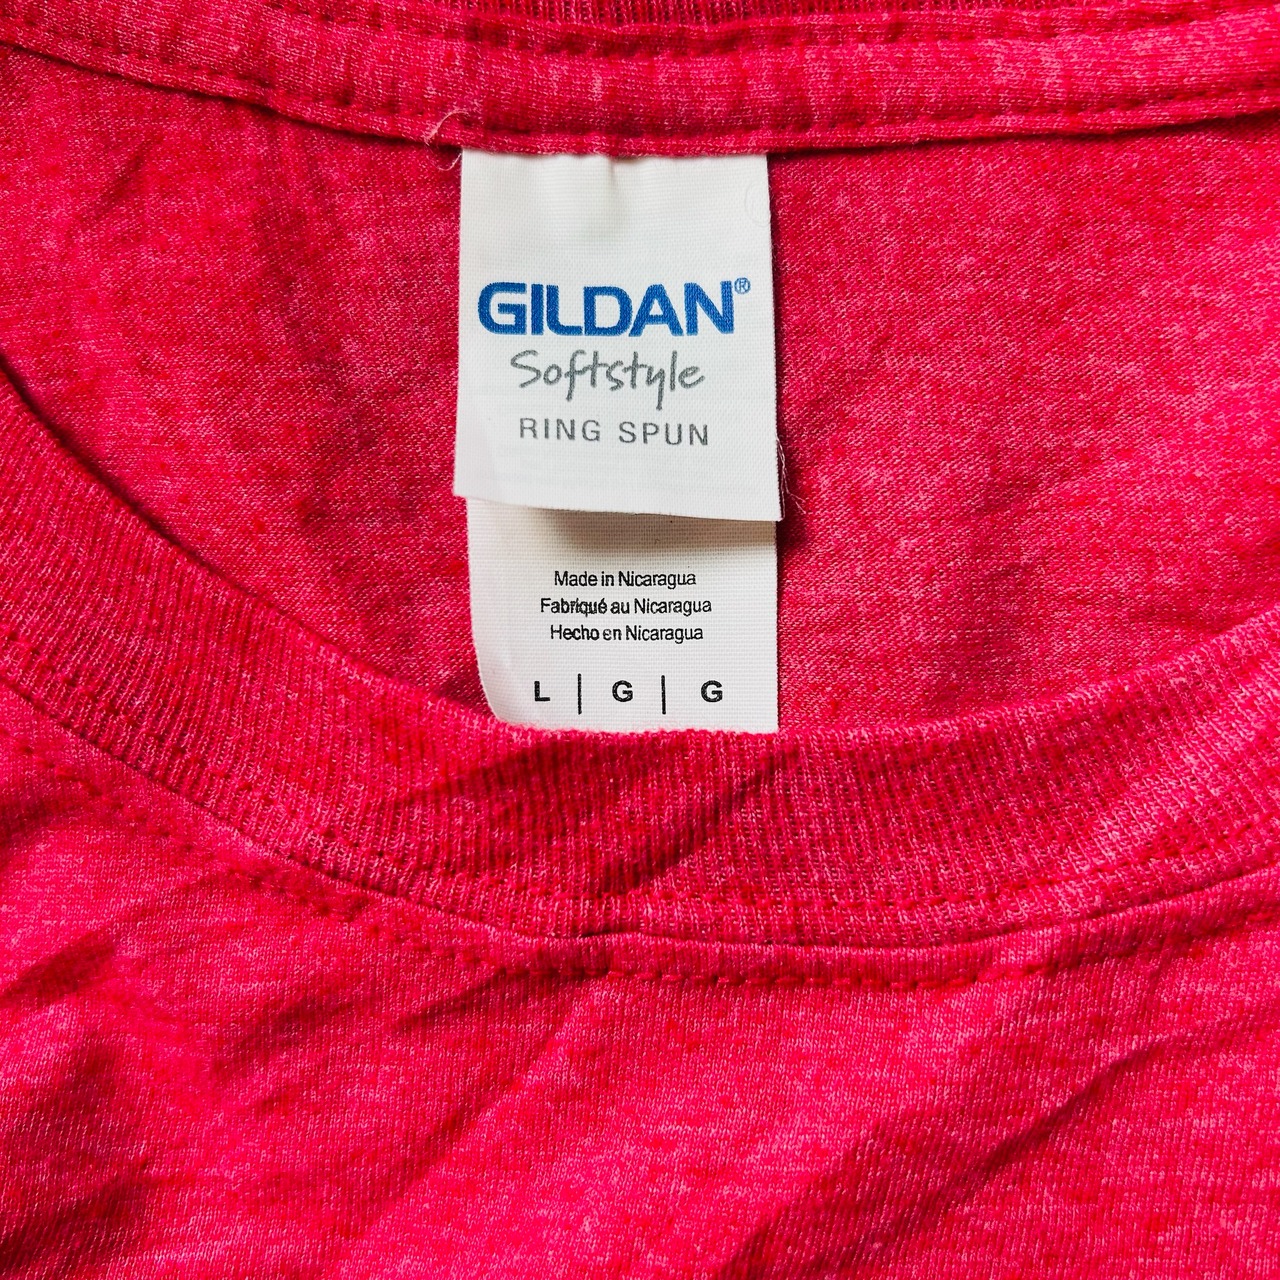 GILDAN®
Softstyle
RING SPUN
Made in Nicaragua
Fabriqué au Nicaragua
Hecho en Nicaragua
L | G | G